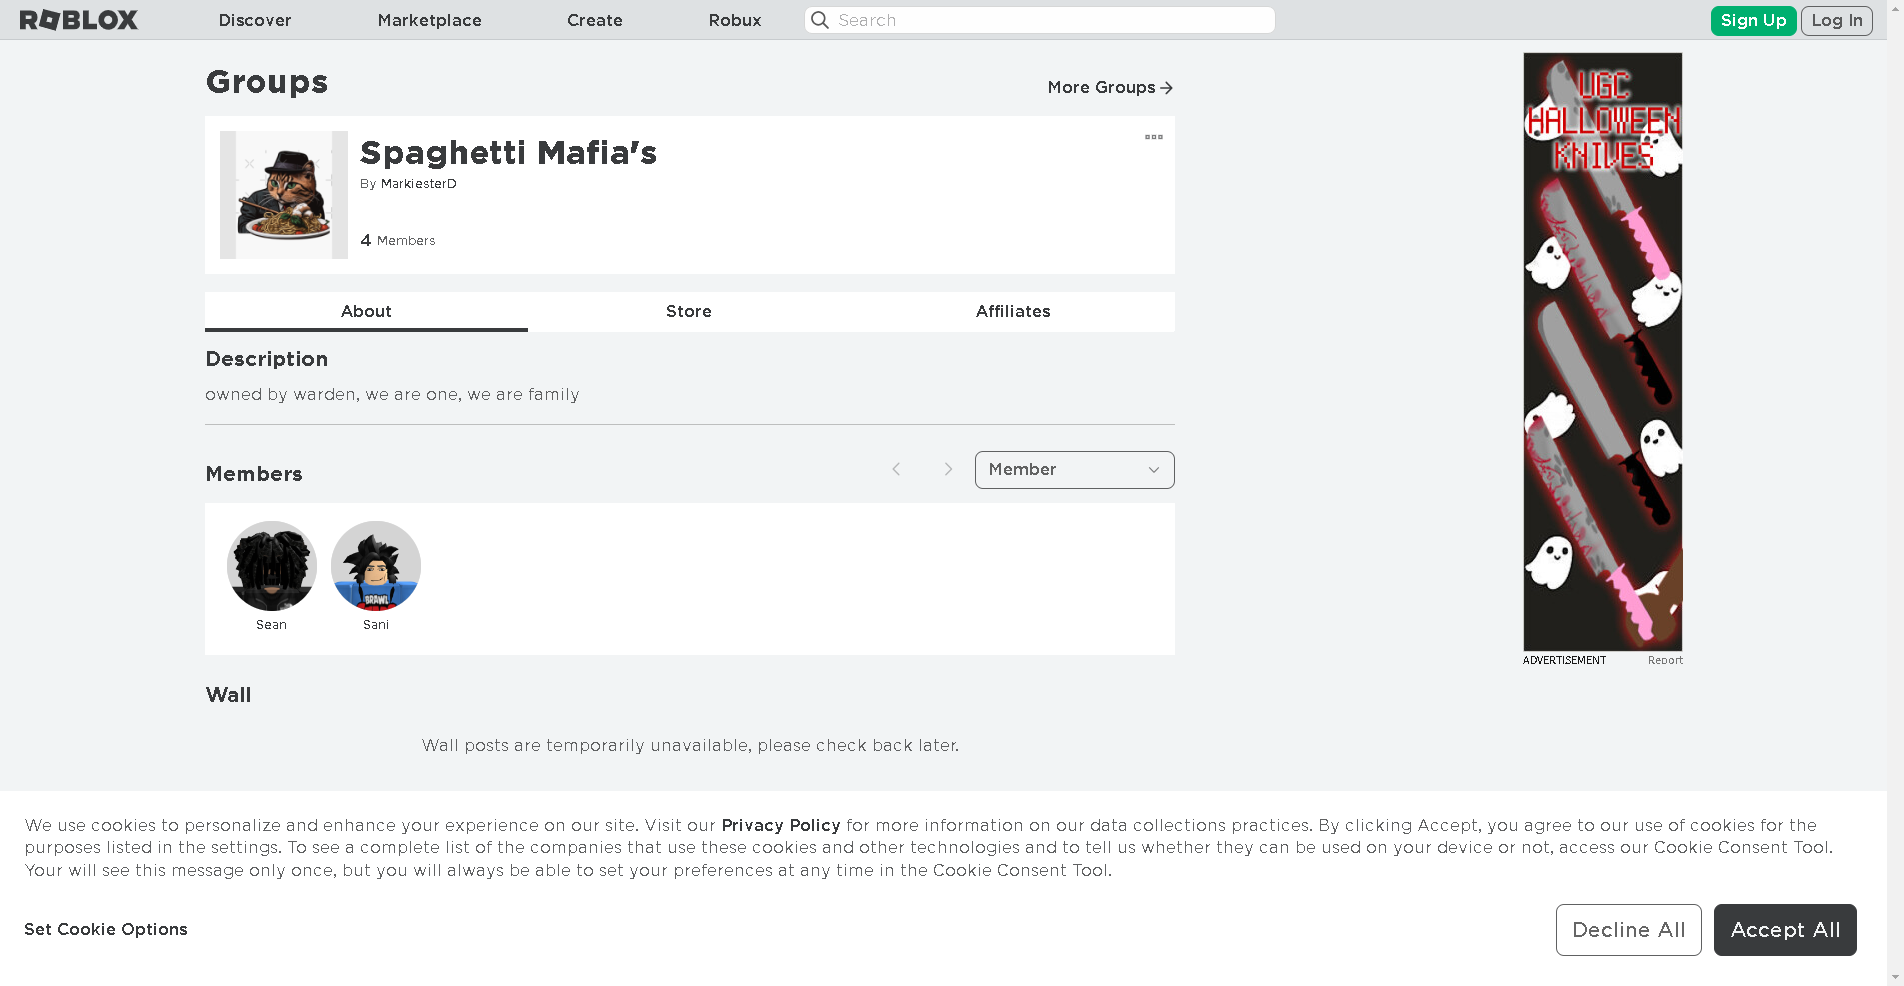 ROBLOX
Discover
Marketplace
Create
Robux
Search
Sign Up
Log In
Groups
More Groups
Spaghetti Mafia's
By MarkiesterD
4 Members
About
Store
Affiliates
Description
owned by warden, we are one, we are family
Members
Member
BRAWL
Sean
Sani
Wall
Wall posts are temporarily unavailable, please check back later.
UGC
HALLOWEEN
KNIVES
ADVERTISEMENT
Report
We use cookies to personalize and enhance your experience on our site. Visit our Privacy Policy for more information on our data collections practices. By clicking Accept, you agree to our use of cookies for the
purposes listed in the settings. To see a complete list of the companies that use these cookies and other technologies and to tell us whether they can be used on your device or not, access our Cookie Consent Tool.
Your will see this message only once, but you will always be able to set your preferences at any time in the Cookie Consent Tool.
Set Cookie Options
Decline All
Accept All